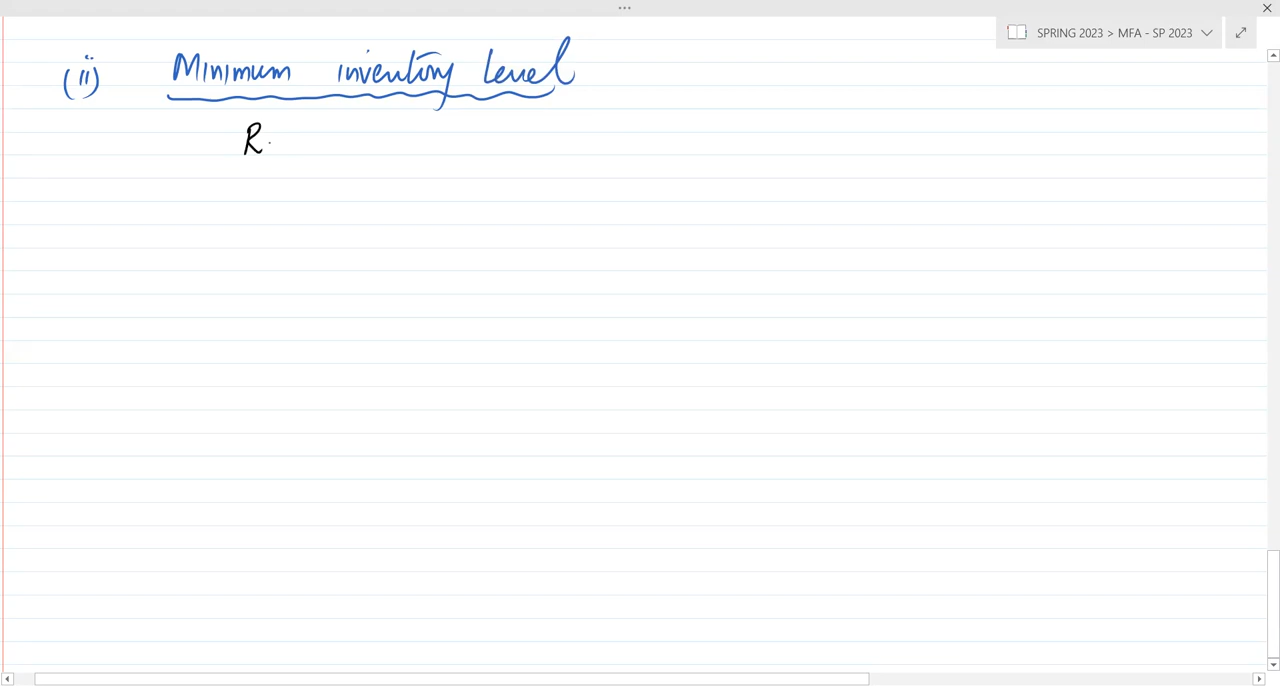 SPRING 2023 > MFA - SP 2023
(ii) Minimum inventory Level
R.